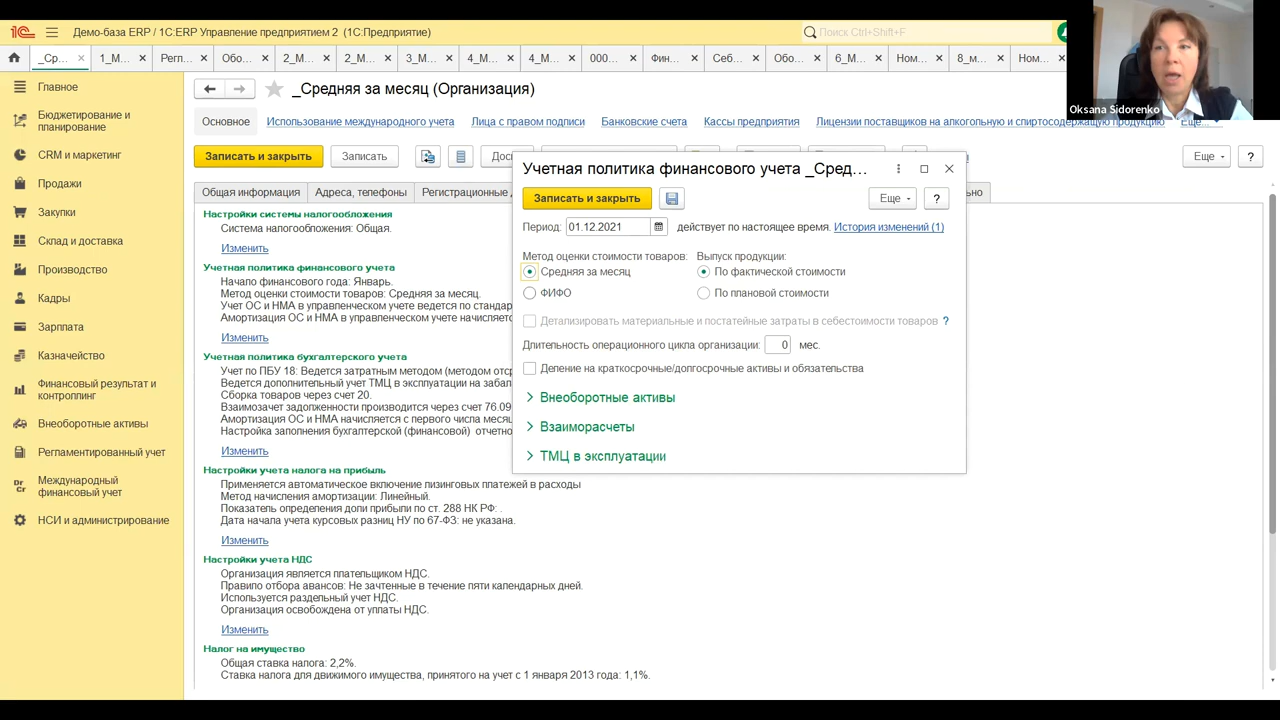 Демо-база ERP / 1C:ERP Управление предприятием 2 (1С:Предприятие)
Поиск Ctrl+Shift+F
_Ср...
1_М...
Регл...
Обо...
2_М...
2_М...
3_М...
4_М...
4_М...
000...
Фин...
Себ...
Обо...
6_М...
Ном...
8_м...
Ном...
Oksana Sidorenko
Главное
Бюджетирование и
планирование
CRM и маркетинг
Продажи
Закупки
Склад и доставка
Производство
Кадры
Зарплата
Казначейство
Финансовый результат и
контроллинг
Внеоборотные активы
Регламентированный учет
Международный
финансовый учет
НСИ и администрирование
_Средняя за месяц (Организация)
Основное
Использование международного учета
Лица с правом подписи
Банковские счета
Кассы предприятия
Лицензии поставщиков на алкогольную и спиртосодержащую продукцию
Еще...
Записать и закрыть
Записать
Еще
?
Общая информация
Адреса, телефоны
Регистрационные
Настройки системы налогообложения
Система налогообложения: Общая.
Изменить
Учетная политика финансового учета
Начало финансового года: Январь.
Метод оценки стоимости товаров: Средняя за месяц.
Учет ОС и НМА в управленческом учете ведется по стандар
Амортизация ОС и НМА в управленческом учете начисляетс
Изменить
Учетная политика бухгалтерского учета
Учет по ПБУ 18: Ведется затратным методом (методом отср
Ведется дополнительный учет ТМЦ в эксплуатации на забал
Сборка товаров через счет 20.
Взаимозачет задолженности производится через счет 76.09
Амортизация ОС и НМА начисляется с первого числа месяц
Настройка заполнения бухгалтерской (финансовой) отчетно
Изменить
Настройки учета налога на прибыль
Применяется автоматическое включение лизинговых платежей в расходы
Метод начисления амортизации: Линейный.
Показатель определения доли прибыли по ст. 288 НК РФ: .
Дата начала учета курсовых разниц НУ по 67-ФЗ: не указана.
Изменить
Настройки учета НДС
Организация является плательщиком НДС.
Правило отбора авансов: Не зачтенные в течение пяти календарных дней.
Используется раздельный учет НДС.
Организация освобождена от уплаты НДС.
Изменить
Налог на имущество
Общая ставка налога: 2,2%.
Ставка налога для движимого имущества, принятого на учет с 1 января 2013 года: 1,1%.
Учетная политика финансового учета _Сред...
Записать и закрыть
Еще
?
Период: 01.12.2021 действует по настоящее время. История изменений (1)
Метод оценки стоимости товаров: Выпуск продукции:
Средняя за месяц По фактической стоимости
ФИФО По плановой стоимости
Детализировать материальные и постатейные затраты в себестоимости товаров ?
Длительность операционного цикла организации: 0 мес.
Деление на краткосрочные/долгосрочные активы и обязательства
Внеоборотные активы
Взаиморасчеты
ТМЦ в эксплуатации